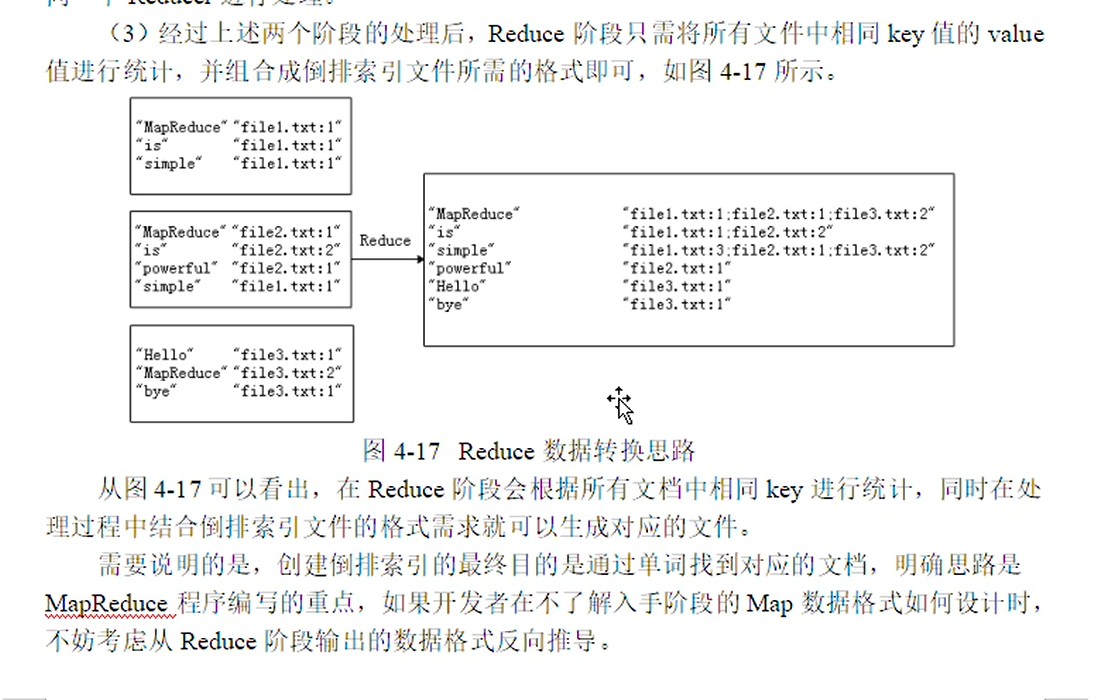 同一个 Reducer 进行处理。
（3）经过上述两个阶段的处理后，Reduce 阶段只需将所有文件中相同 key 值的 value
值进行统计，并组合成倒排索引文件所需的格式即可，如图 4-17 所示。
"MapReduce" "file1.txt:1"
"is" "file1.txt:1"
"simple" "file1.txt:1"
"MapReduce" "file2.txt:1"
"is" "file2.txt:2"
"powerful" "file2.txt:1"
"simple" "file1.txt:1"
"Hello" "file3.txt:1"
"MapReduce" "file3.txt:2"
"bye" "file3.txt:1"
Reduce
"MapReduce" "file1.txt:1;file2.txt:1;file3.txt:2"
"is" "file1.txt:1;file2.txt:2"
"simple" "file1.txt:3;file2.txt:1;file3.txt:2"
"powerful" "file2.txt:1"
"Hello" "file3.txt:1"
"bye" "file3.txt:1"
图 4-17 Reduce 数据转换思路
从图 4-17 可以看出，在 Reduce 阶段会根据所有文档中相同 key 进行统计，同时在处
理过程中结合倒排索引文件的格式需求就可以生成对应的文件。
需要说明的是，创建倒排索引的最终目的是通过单词找到对应的文档，明确思路是
MapReduce 程序编写的重点，如果开发者在不了解入手阶段的 Map 数据格式如何设计时，
不妨考虑从 Reduce 阶段输出的数据格式反向推导。